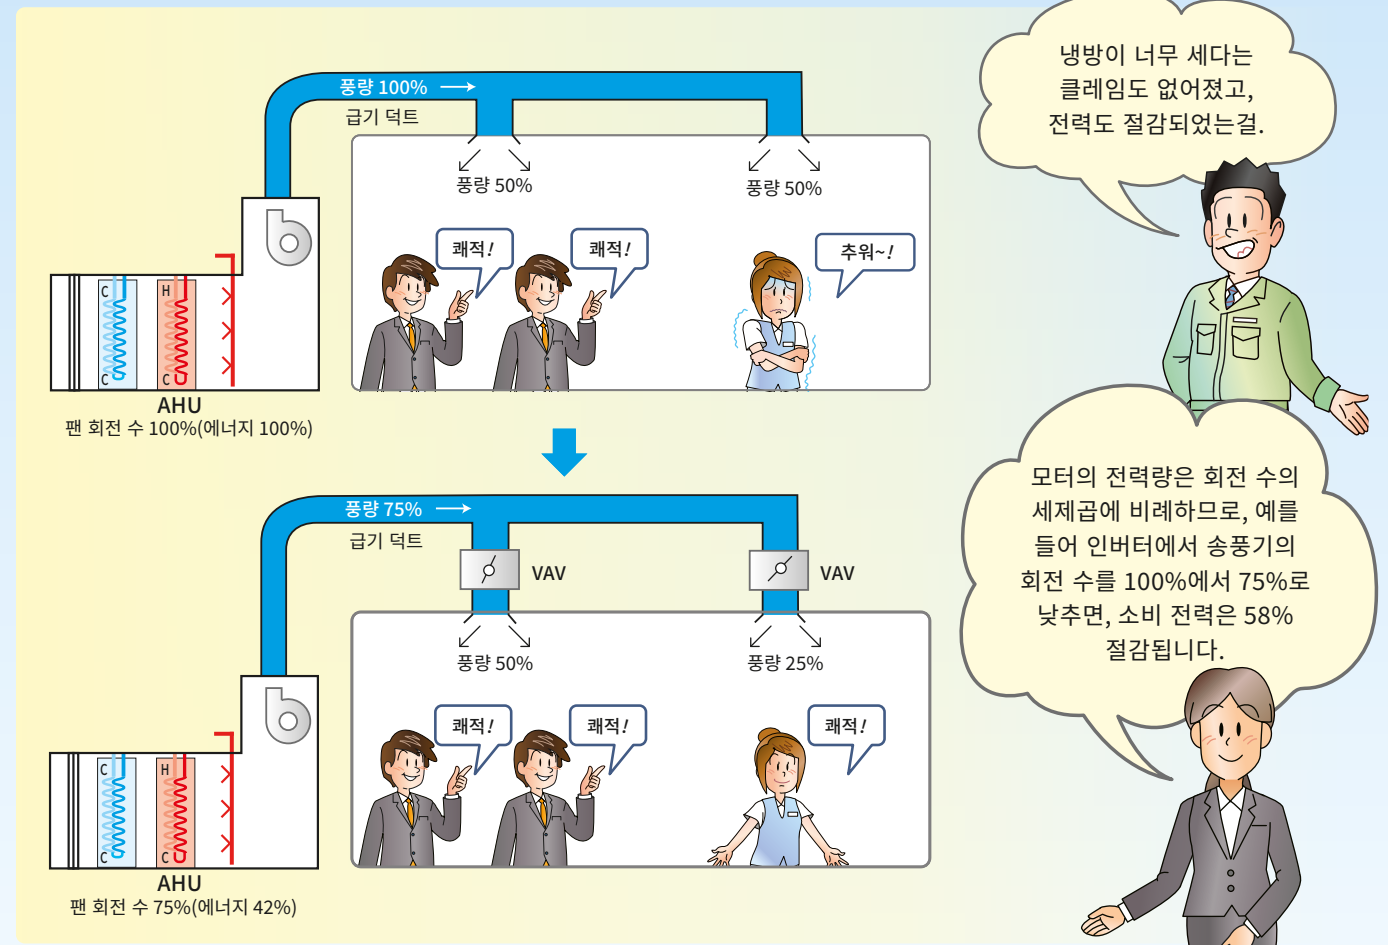 풍량 100%
급기 덕트
풍량 50%
풍량 50%
쾌적!
쾌적!
추워~!
C
C
H
C
AHU
팬 회전 수 100%(에너지 100%)
냉방이 너무 세다는
클레임도 없어졌고,
전력도 절감되었는걸.
풍량 75%
급기 덕트
VAV
VAV
풍량 50%
풍량 25%
쾌적!
쾌적!
쾌적!
C
C
H
C
AHU
팬 회전 수 75%(에너지 42%)
모터의 전력량은 회전 수의
세제곱에 비례하므로, 예를
들어 인버터에서 송풍기의
회전 수를 100%에서 75%로
낮추면, 소비 전력은 58%
절감됩니다.